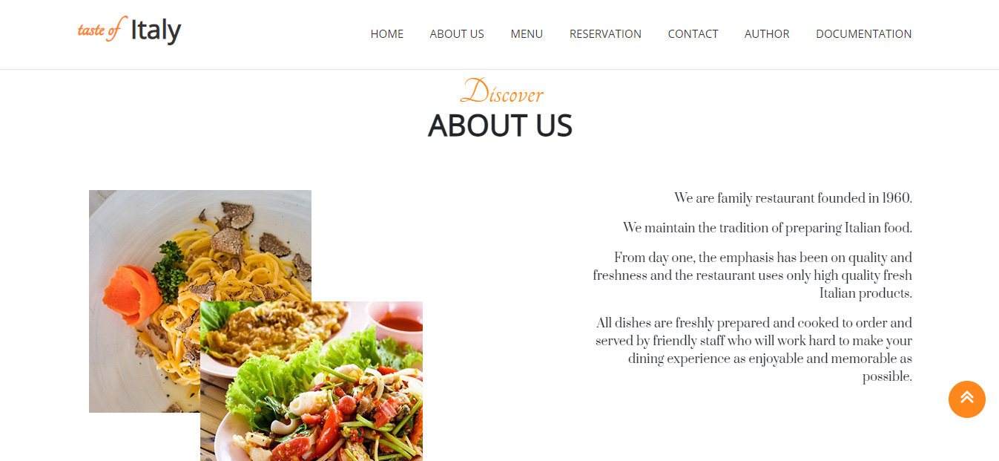 taste of Italy
HOME ABOUT US MENU RESERVATION CONTACT AUTHOR DOCUMENTATION
Discover
ABOUT US
We are family restaurant founded in 1960.
We maintain the tradition of preparing Italian food.
From day one, the emphasis has been on quality and
freshness and the restaurant uses only high quality fresh
Italian products.
All dishes are freshly prepared and cooked to order and
served by friendly staff who will work hard to make your
dining experience as enjoyable and memorable as
possible.